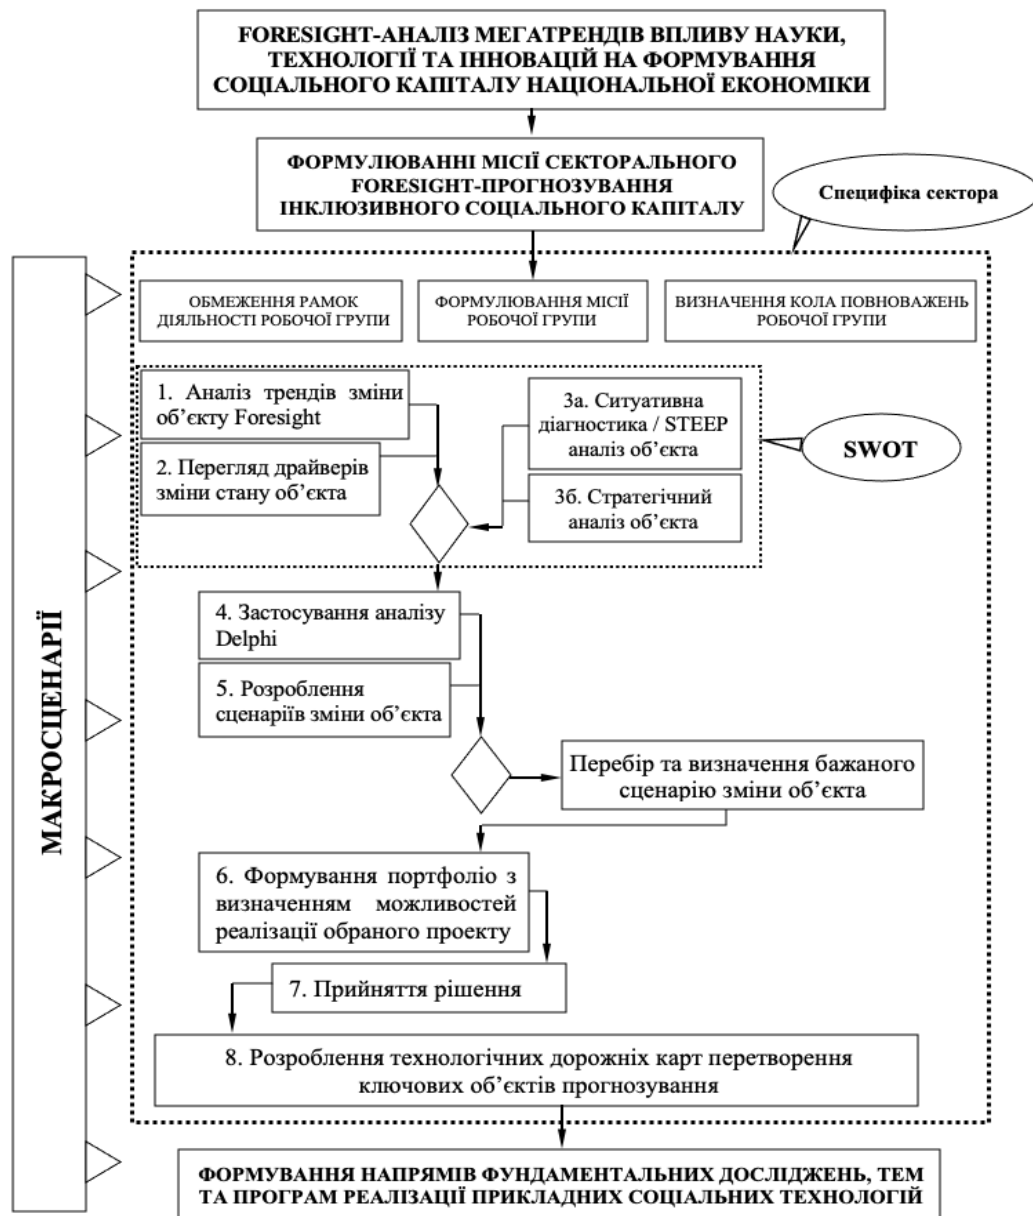 FORESIGHT-АНАЛІЗ МЕГАТРЕНДІВ ВПЛИВУ НАУКИ,
ТЕХНОЛОГІЇ ТА ІННОВАЦІЙ НА ФОРМУВАННЯ
СОЦІАЛЬНОГО КАПІТАЛУ НАЦІОНАЛЬНОЇ ЕКОНОМІКИ
ФОРМУЛЮВАННІ МІСІЇ СЕКТОРАЛЬНОГО
FORESIGHT-ПРОГНОЗУВАННЯ
ІНКЛЮЗИВНОГО СОЦІАЛЬНОГО КАПІТАЛУ
Специфіка сектора
МАКРОСЦЕНАРІЇ
ОБМЕЖЕННЯ РАМОК
ДІЯЛЬНОСТІ РОБОЧОЇ ГРУПИ
ФОРМУЛЮВАННЯ МІСІЇ
РОБОЧОЇ ГРУПИ
ВИЗНАЧЕННЯ КОЛА ПОВНОВАЖЕНЬ
РОБОЧОЇ ГРУПИ
1. Аналіз трендів зміни
об’єкту Foresight
2. Перегляд драйверів
зміни стану об’єкта
3а. Ситуативна
діагностика / STEEP
аналіз об’єкта
3б. Стратегічний
аналіз об’єкта
SWOT
4. Застосування аналізу
Delphi
5. Розроблення
сценаріїв зміни об’єкта
Перебір та визначення бажаного
сценарію зміни об’єкта
6. Формування портфоліо з
визначенням можливостей
реалізації обраного проекту
7. Прийняття рішення
8. Розроблення технологічних дорожніх карт перетворення
ключових об’єктів прогнозування
ФОРМУВАННЯ НАПРЯМІВ ФУНДАМЕНТАЛЬНИХ ДОСЛІДЖЕНЬ, ТЕМ
ТА ПРОГРАМ РЕАЛІЗАЦІЇ ПРИКЛАДНИХ СОЦІАЛЬНИХ ТЕХНОЛОГІЙ